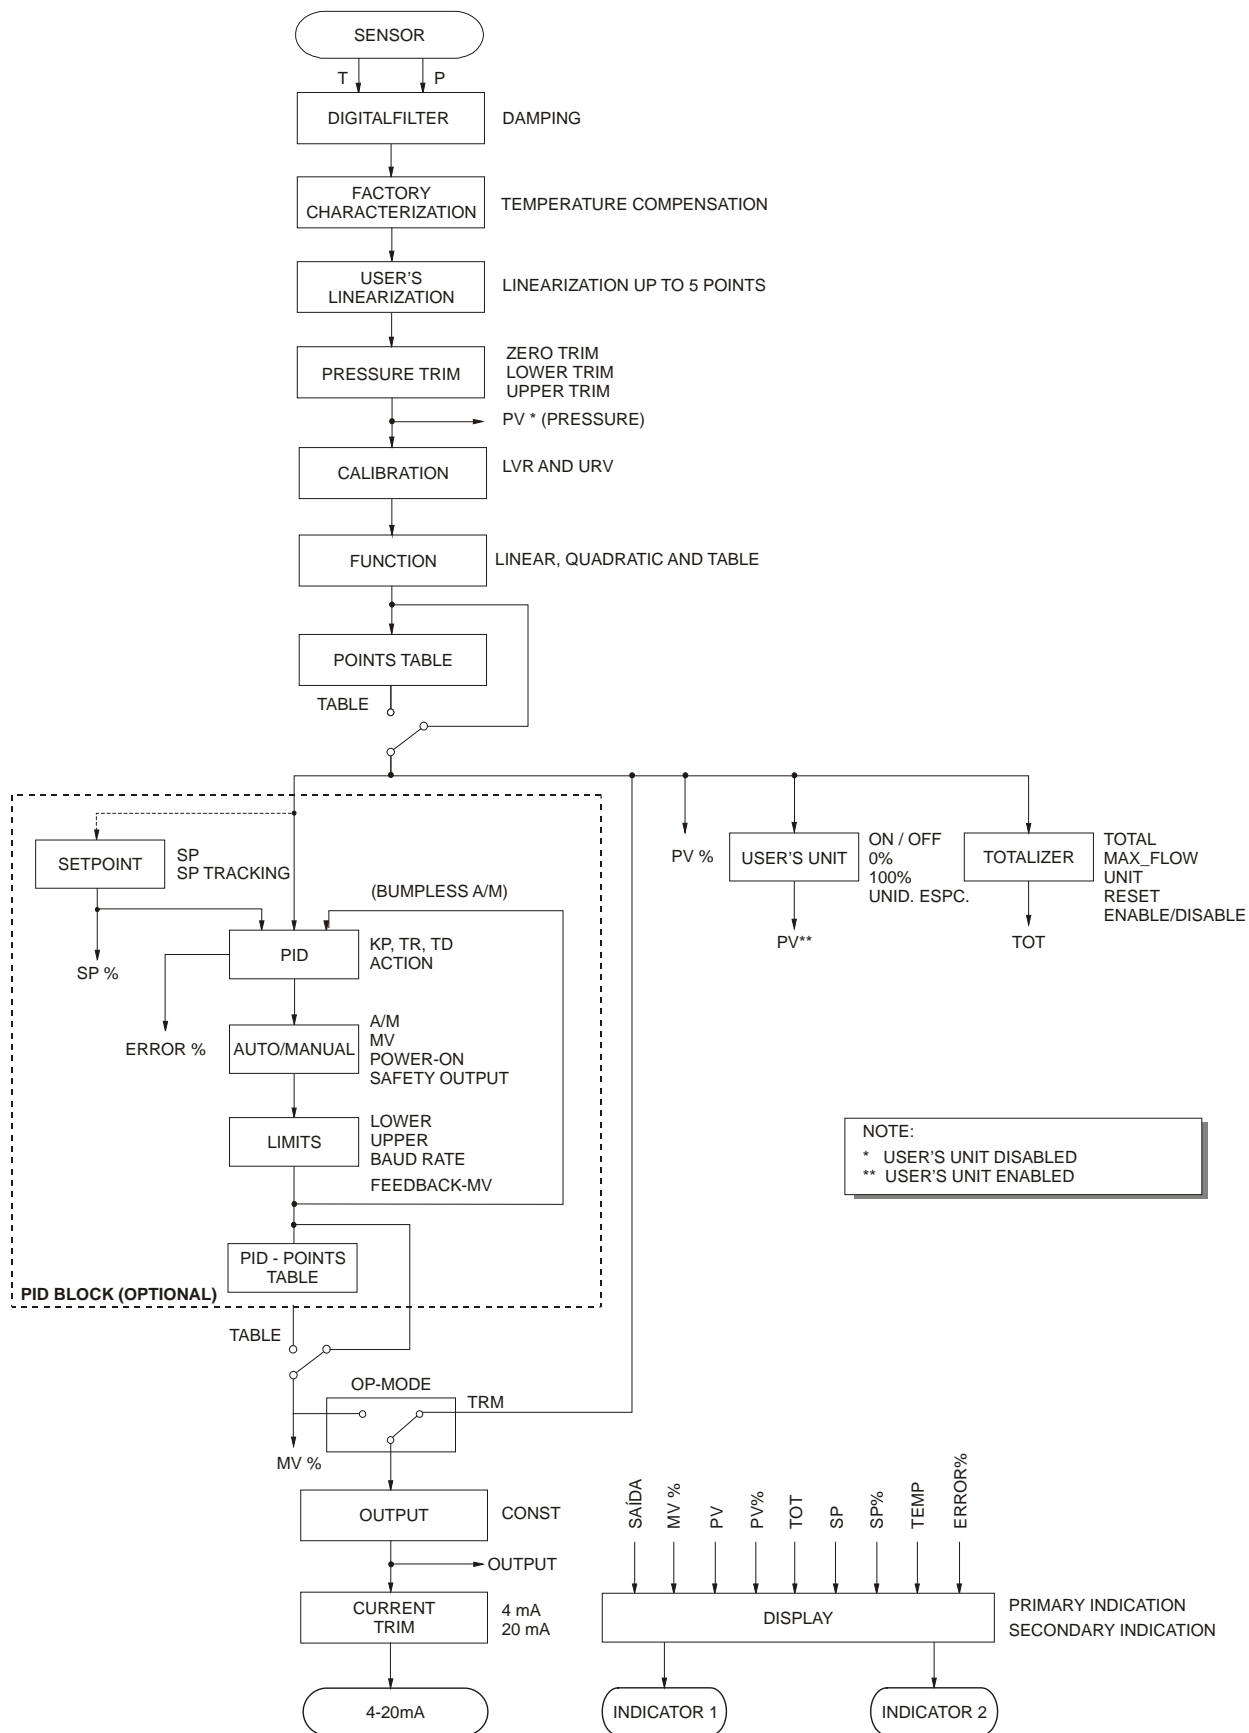 SENSOR
T
P
DIGITALFILTER
DAMPING
FACTORY
CHARACTERIZATION
TEMPERATURE COMPENSATION
USER'S
LINEARIZATION
LINEARIZATION UP TO 5 POINTS
PRESSURE TRIM
ZERO TRIM
LOWER TRIM
UPPER TRIM
PV * (PRESSURE)
CALIBRATION
LVR AND URV
FUNCTION
LINEAR, QUADRATIC AND TABLE
POINTS TABLE
TABLE
SETPOINT
SP
SP TRACKING
PV %
USER'S UNIT
ON / OFF
0%
100%
UNID. ESPC.
TOTALIZER
TOTAL
MAX_FLOW
UNIT
RESET
ENABLE/DISABLE
(BUMPLESS A/M)
PID
KP, TR, TD
ACTION
SP %
PV**
TOT
ERROR %
AUTO/MANUAL
A/M
MV
POWER-ON
SAFETY OUTPUT
LIMITS
LOWER
UPPER
BAUD RATE
FEEDBACK-MV
NOTE:
* USER'S UNIT DISABLED
** USER'S UNIT ENABLED
PID - POINTS
TABLE
PID BLOCK (OPTIONAL)
TABLE
OP-MODE
TRM
MV %
OUTPUT
CONST
OUTPUT
CURRENT
TRIM
4 mA
20 mA
4-20mA
SAÍDA
MV %
PV
PV%
TOT
SP
SP%
TEMP
ERROR%
DISPLAY
PRIMARY INDICATION
SECONDARY INDICATION
INDICATOR 1
INDICATOR 2